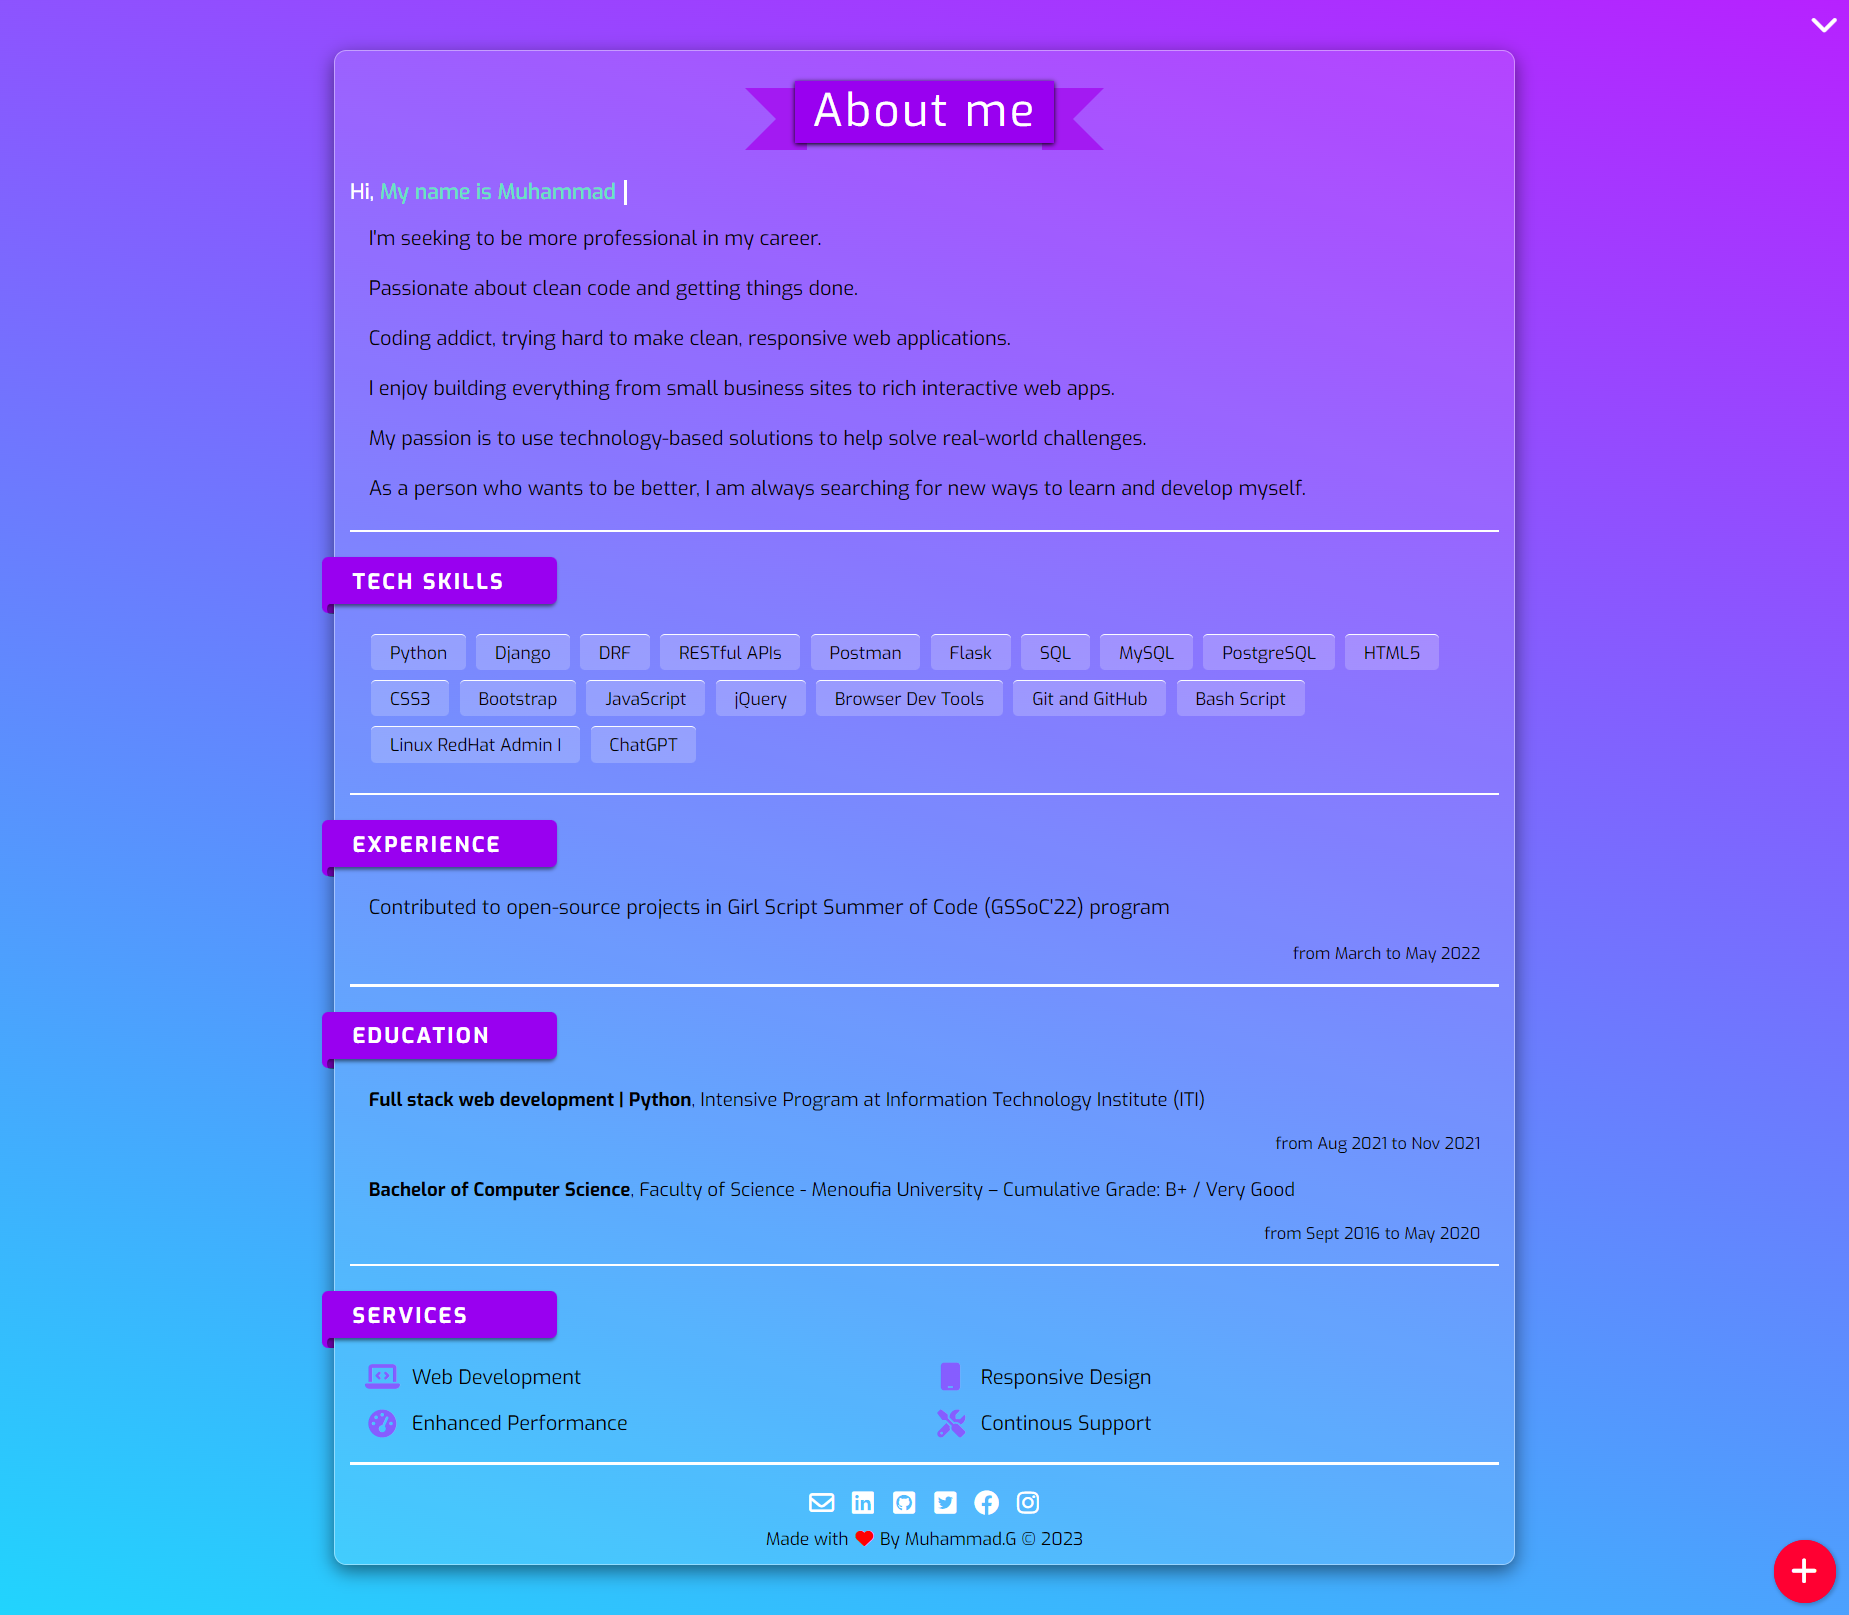 About me
Hi, My name is Muhammad
I'm seeking to be more professional in my career.
Passionate about clean code and getting things done.
Coding addict, trying hard to make clean, responsive web applications.
I enjoy building everything from small business sites to rich interactive web apps.
My passion is to use technology-based solutions to help solve real-world challenges.
As a person who wants to be better, I am always searching for new ways to learn and develop myself.
TECH SKILLS
Python Django DRF RESTful APIs Postman Flask SQL MySQL PostgreSQL HTML5
CSS3 Bootstrap JavaScript jQuery Browser Dev Tools Git and GitHub Bash Script
Linux RedHat Admin I ChatGPT
EXPERIENCE
Contributed to open-source projects in Girl Script Summer of Code (GSSoC'22) program
from March to May 2022
EDUCATION
Full stack web development | Python, Intensive Program at Information Technology Institute (ITI)
from Aug 2021 to Nov 2021
Bachelor of Computer Science, Faculty of Science - Menoufia University – Cumulative Grade: B+ / Very Good
from Sept 2016 to May 2020
SERVICES
Web Development Responsive Design
Enhanced Performance Continous Support
Made with ❤ By Muhammad.G © 2023